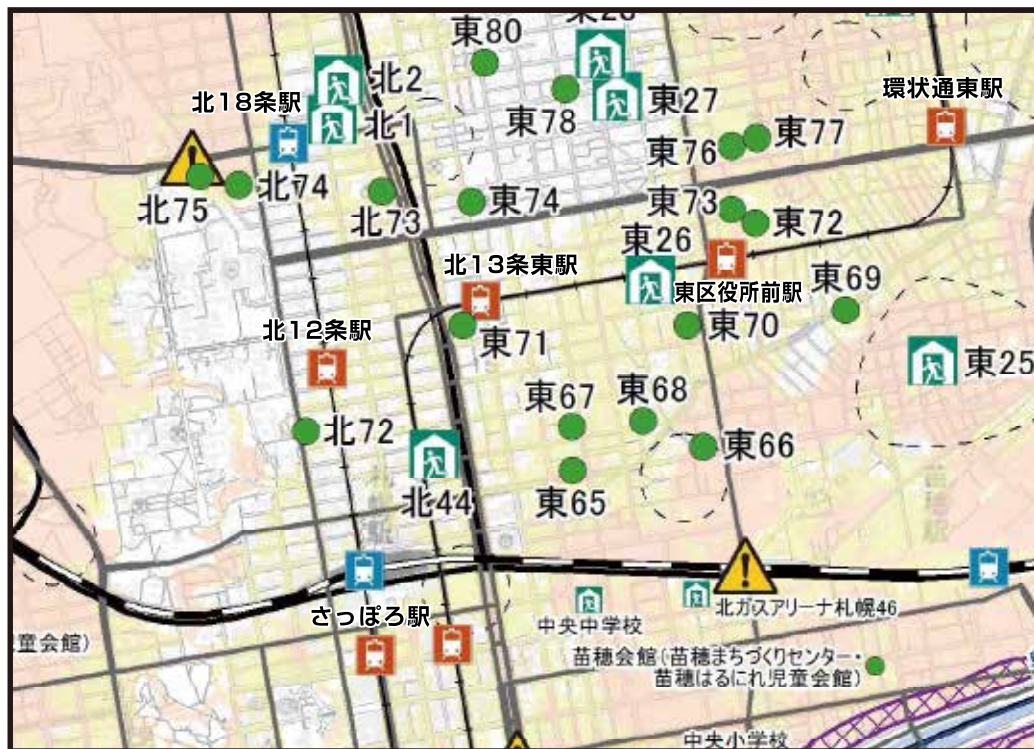 東80
北2
東27
環状通東駅
北18条駅
北1
東78
東77
東76
北74
北75
北73
東74
東73
東72
東26
北13条東駅
東区役所前駅
東69
北12条駅
東71
東70
東25
東67
東68
北72
東66
北44
東65
さっぽろ駅
北ガスアリーナ札幌46
中央中学校
童会館)
苗穂会館(苗穂まちづくりセンター・
苗穂はるにれ児童会館)
中央小学校